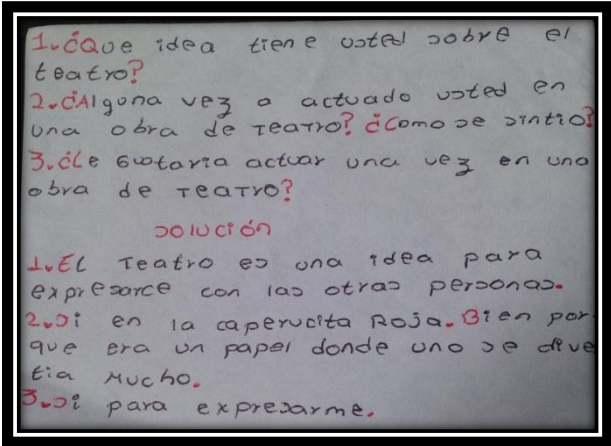 1. ¿Que idea tiene usted sobre el
teatro?
2. ¿Alguna vez a actuado usted en
una obra de teatro? ¿Como se sintio?
3. ¿Le gustaria actuar una vez en una
obra de teatro?
solución
1. EL Teatro es una idea para
expresarce con las otras personas.
2. Si en la caperucita Roja. Bien por
que era un papel donde uno se dive
tia Mucho.
3. Si para expresarme.